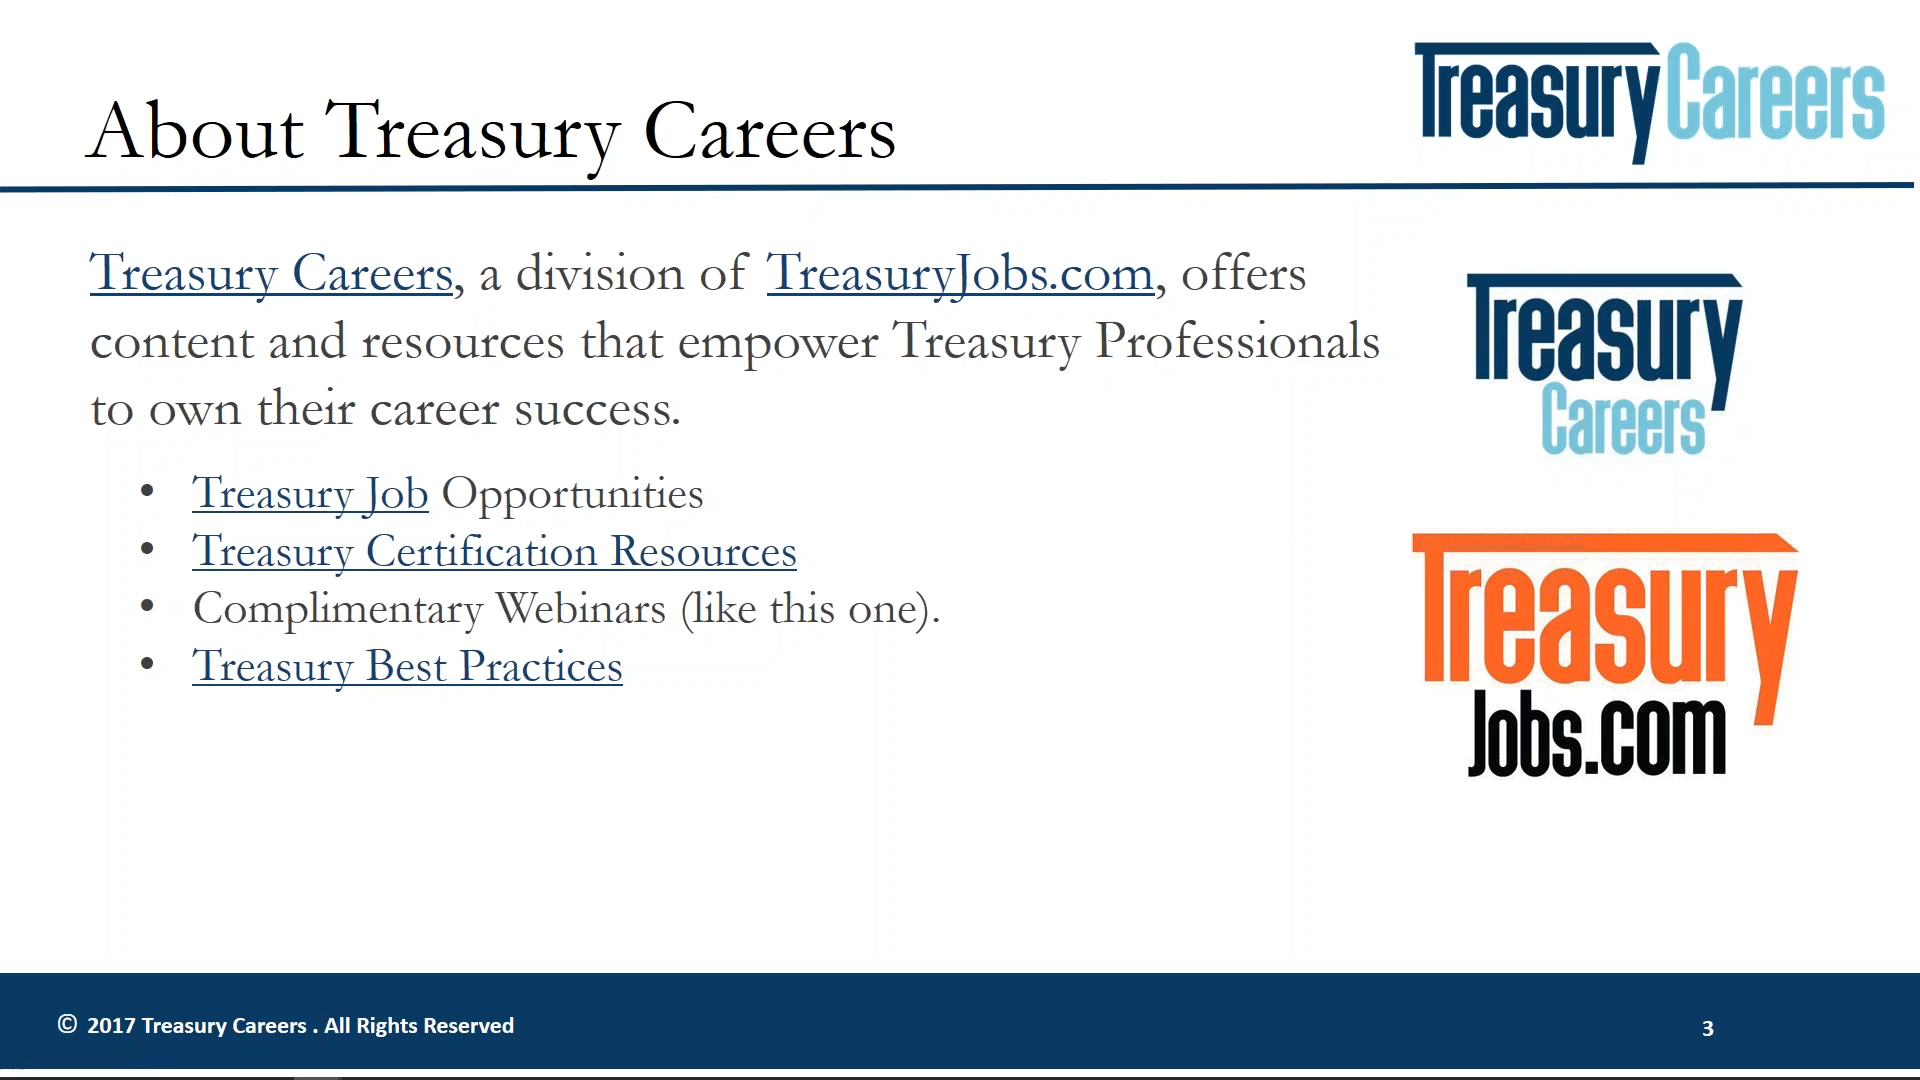 TreasuryCareers
About Treasury Careers
Treasury Careers, a division of TreasuryJobs.com, offers
content and resources that empower Treasury Professionals
to own their career success.
• Treasury Job Opportunities
• Treasury Certification Resources
• Complimentary Webinars (like this one).
• Treasury Best Practices
Treasury
Careers
Treasury
Jobs.com
© 2017 Treasury Careers . All Rights Reserved
3